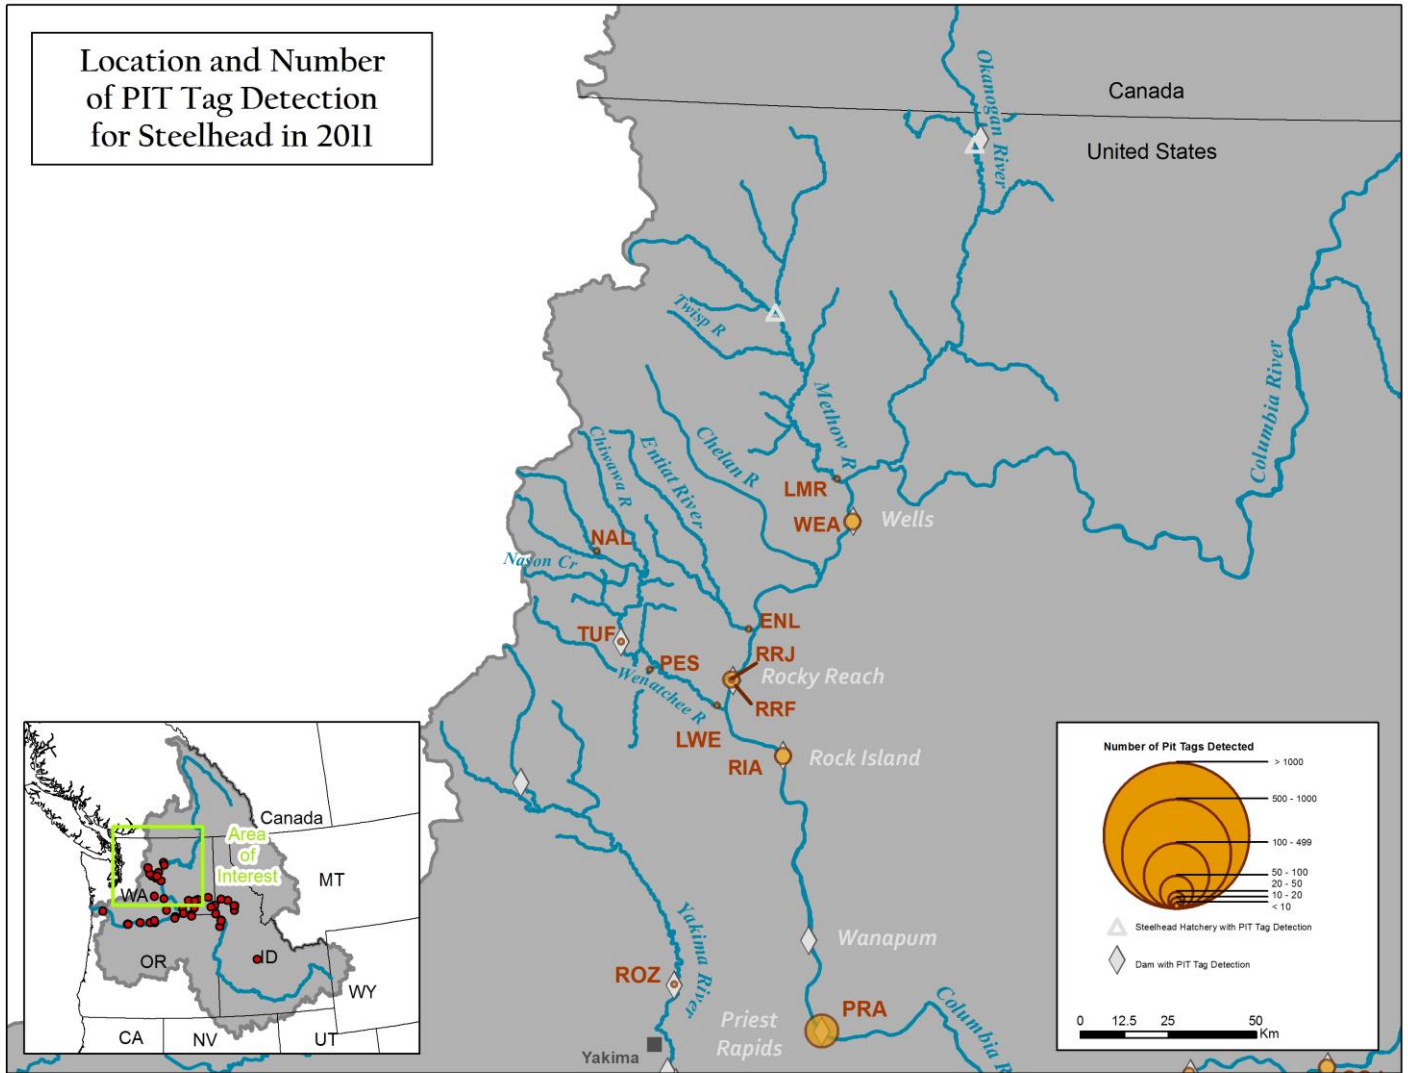 Location and Number
of PIT Tag Detection
for Steelhead in 2011
Canada
United States
Okanogan River
Columbia River
Twisp R
Methow R
Chelan R
Entiat River
Chiwawa R
LMR
WEA
Wells
NAL
Nason Cr
TUF
ENL
PES
RRJ
Rocky Reach
RRF
Wenatchee R
LWE
RIA
Rock Island
Wanapum
Yakima River
ROZ
PRA
Priest
Rapids
Columbia R
Yakima
Canada
Area
of
Interest
WA
MT
OR
ID
WY
CA
NV
UT
Number of Pit Tags Detected
> 1000
500 - 1000
100 - 499
50 - 100
20 - 50
10 - 20
< 10
Steelhead Hatchery with PIT Tag Detection
Dam with PIT Tag Detection
0 12.5 25 50
Km